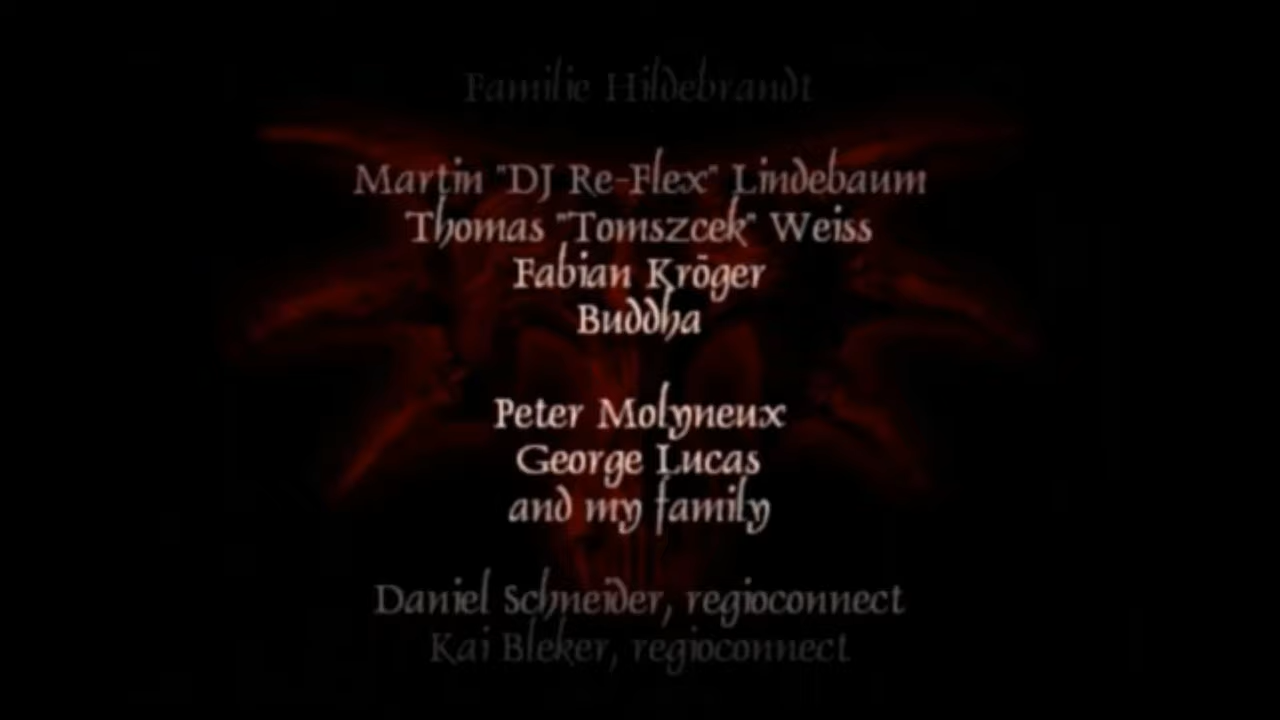 Familie Hildebrandt
Martin "DJ Re-Flex" Lindebaum
Thomas "Tomszcek" Weiss
Fabian Kröger
Buddha
Peter Molyneux
George Lucas
and my family
Daniel Schneider, regioconnect
Kai Bleker, regioconnect